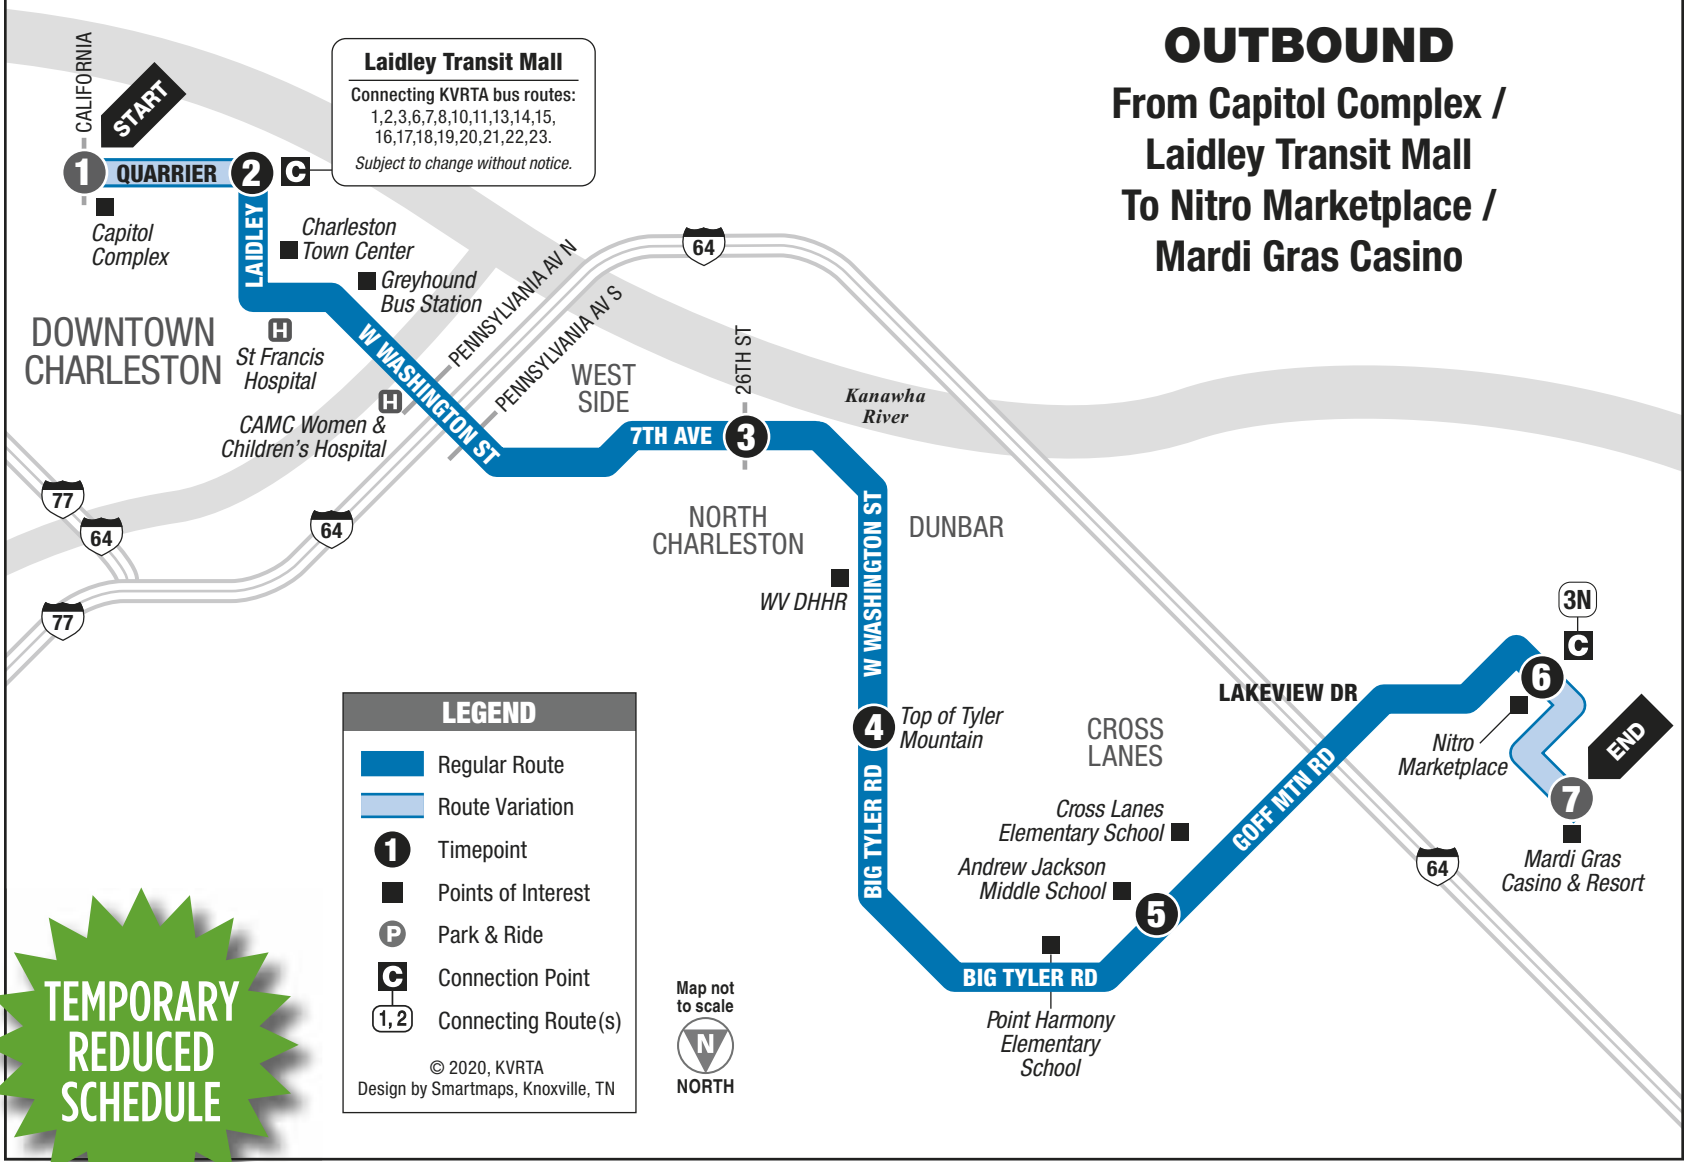 OUTBOUND
From Capitol Complex /
Laidley Transit Mall
To Nitro Marketplace /
Mardi Gras Casino
CALIFORNIA
START
Laidley Transit Mall
Connecting KVRTA bus routes:
1,2,3,6,7,8,10,11,13,14,15,
16,17,18,19,20,21,22,23.
Subject to change without notice.
1
QUARRIER
2
C
Capitol
Complex
LAIDLEY
Charleston
Town Center
Greyhound
Bus Station
DOWNTOWN
CHARLESTON
H
St Francis
Hospital
W WASHINGTON ST
PENNSYLVANIA AV N
PENNSYLVANIA AV S
64
H
CAMC Women &
Children's Hospital
WEST
SIDE
26TH ST
Kanawha
River
7TH AVE
3
77
64
64
77
NORTH
CHARLESTON
DUNBAR
W WASHINGTON ST
WV DHHR
3N
C
4
Top of Tyler
Mountain
CROSS
LANES
LAKEVIEW DR
6
Nitro
Marketplace
END
7
Mardi Gras
Casino & Resort
BIG TYLER RD
GOFF MTN RD
Cross Lanes
Elementary School
Andrew Jackson
Middle School
5
64
BIG TYLER RD
Point Harmony
Elementary
School
LEGEND
Regular Route
Route Variation
1
Timepoint
Points of Interest
P
Park & Ride
C
Connection Point
1, 2
Connecting Route(s)
© 2020, KVRTA
Design by Smartmaps, Knoxville, TN
Map not
to scale
N
NORTH
TEMPORARY
REDUCED
SCHEDULE